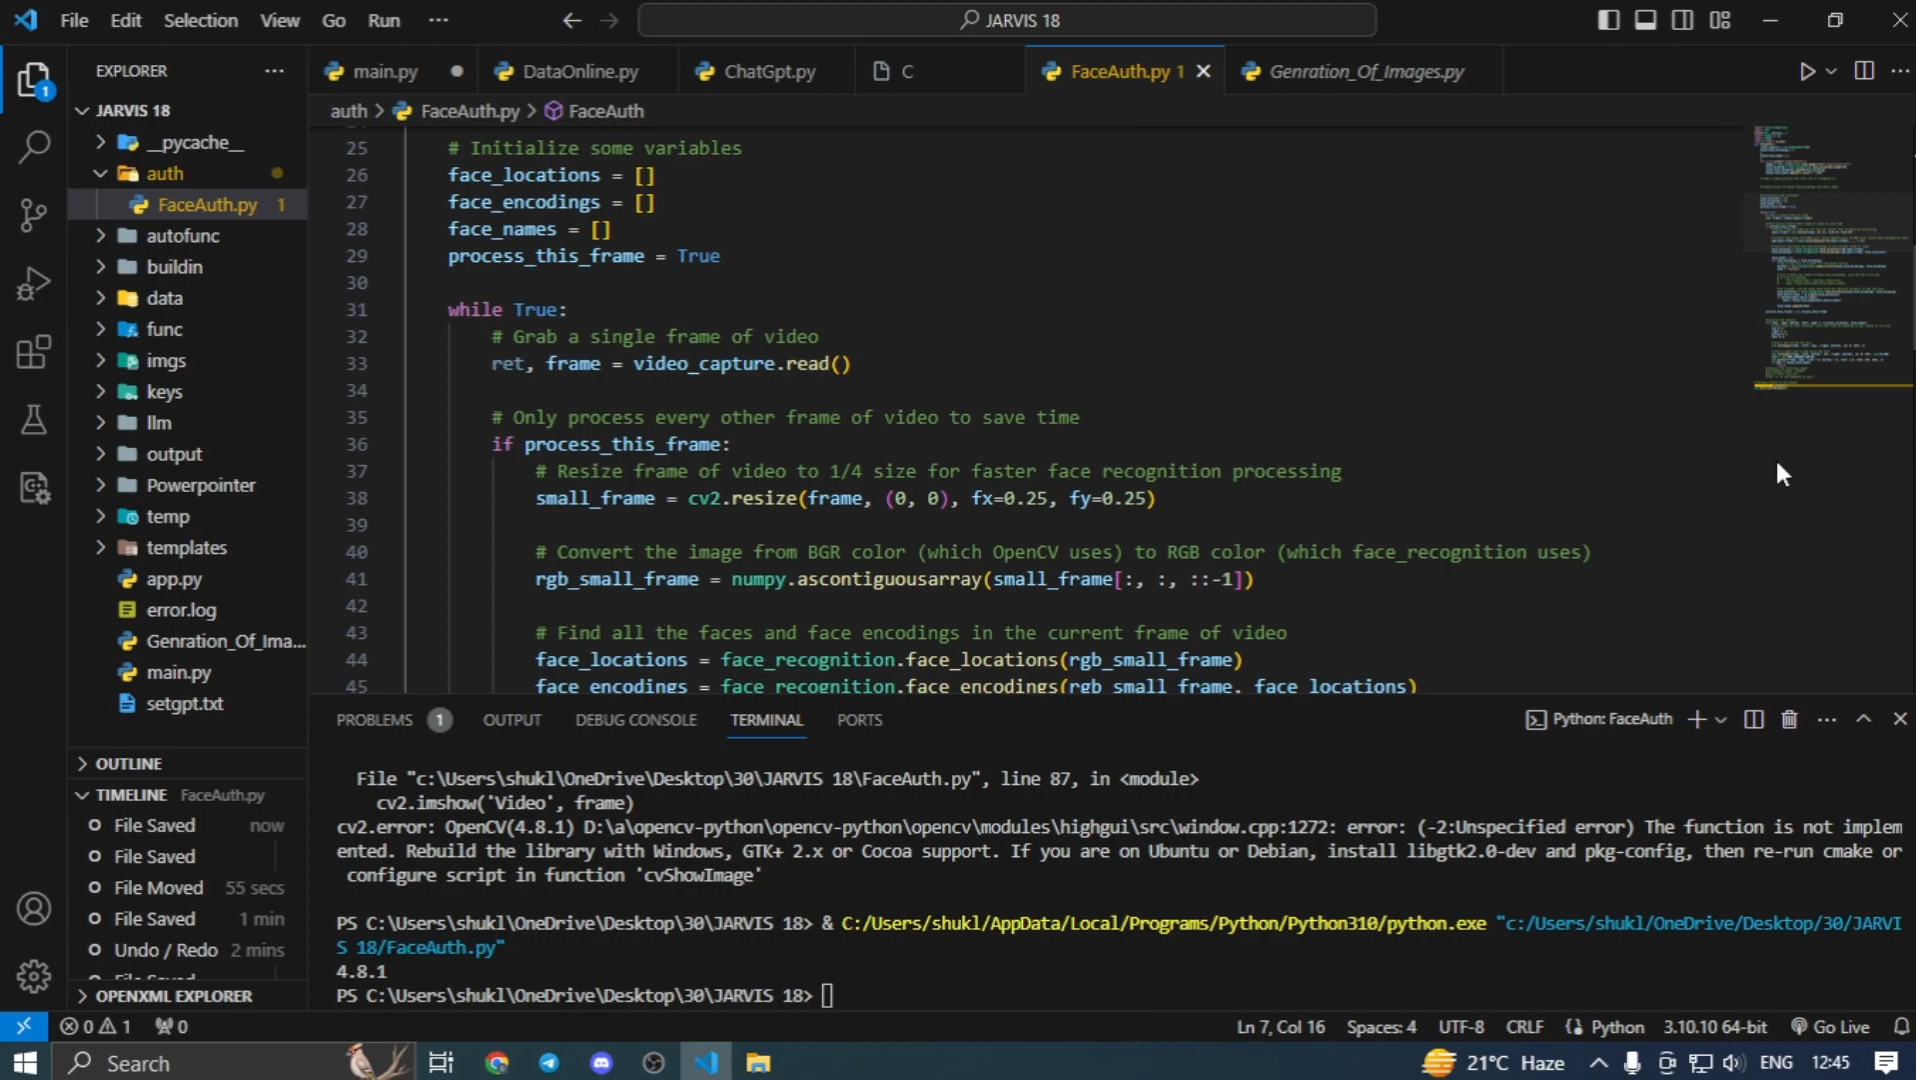 File Edit Selection View Go Run
JARVIS 18
EXPLORER
1
JARVIS 18
__pycache__
auth
FaceAuth.py 1
autofunc
buildin
data
func
imgs
keys
llm
output
Powerpointer
temp
templates
app.py
error.log
Genration_Of_Ima...
main.py
setgpt.txt
OUTLINE
TIMELINE FaceAuth.py
File Saved now
File Saved
File Moved 55 secs
File Saved 1 min
Undo / Redo 2 mins
OPENXML EXPLORER
main.py DataOnline.py ChatGpt.py C FaceAuth.py 1 Genration_Of_Images.py
auth > FaceAuth.py > FaceAuth
25 # Initialize some variables
26 face_locations = []
27 face_encodings = []
28 face_names = []
29 process_this_frame = True
30
31 while True:
32 # Grab a single frame of video
33 ret, frame = video_capture.read()
34
35 # Only process every other frame of video to save time
36 if process_this_frame:
37 # Resize frame of video to 1/4 size for faster face recognition processing
38 small_frame = cv2.resize(frame, (0, 0), fx=0.25, fy=0.25)
39
40 # Convert the image from BGR color (which OpenCV uses) to RGB color (which face_recognition uses)
41 rgb_small_frame = numpy.ascontiguousarray(small_frame[:, :, ::-1])
42
43 # Find all the faces and face encodings in the current frame of video
44 face_locations = face_recognition.face_locations(rgb_small_frame)
45 face_encodings = face_recognition.face_encodings(rgb_small_frame, face_locations)
PROBLEMS 1 OUTPUT DEBUG CONSOLE TERMINAL PORTS Python: FaceAuth
File "c:\Users\shukl\OneDrive\Desktop\30\JARVIS 18\FaceAuth.py", line 87, in <module>
cv2.imshow('Video', frame)
cv2.error: OpenCV(4.8.1) D:\a\opencv-python\opencv-python\opencv\modules\highgui\src\window.cpp:1272: error: (-2:Unspecified error) The function is not implem
ented. Rebuild the library with Windows, GTK+ 2.x or Cocoa support. If you are on Ubuntu or Debian, install libgtk2.0-dev and pkg-config, then re-run cmake or
configure script in function 'cvShowImage'
PS C:\Users\shukl\OneDrive\Desktop\30\JARVIS 18> & C:/Users/shukl/AppData/Local/Programs/Python/Python310/python.exe "c:/Users/shukl/OneDrive/Desktop/30/JARVI
S 18/FaceAuth.py"
4.8.1
PS C:\Users\shukl\OneDrive\Desktop\30\JARVIS 18>
0 1 0 Ln 7, Col 16 Spaces: 4 UTF-8 CRLF Python 3.10.10 64-bit Go Live
Search 21°C Haze ENG 12:45